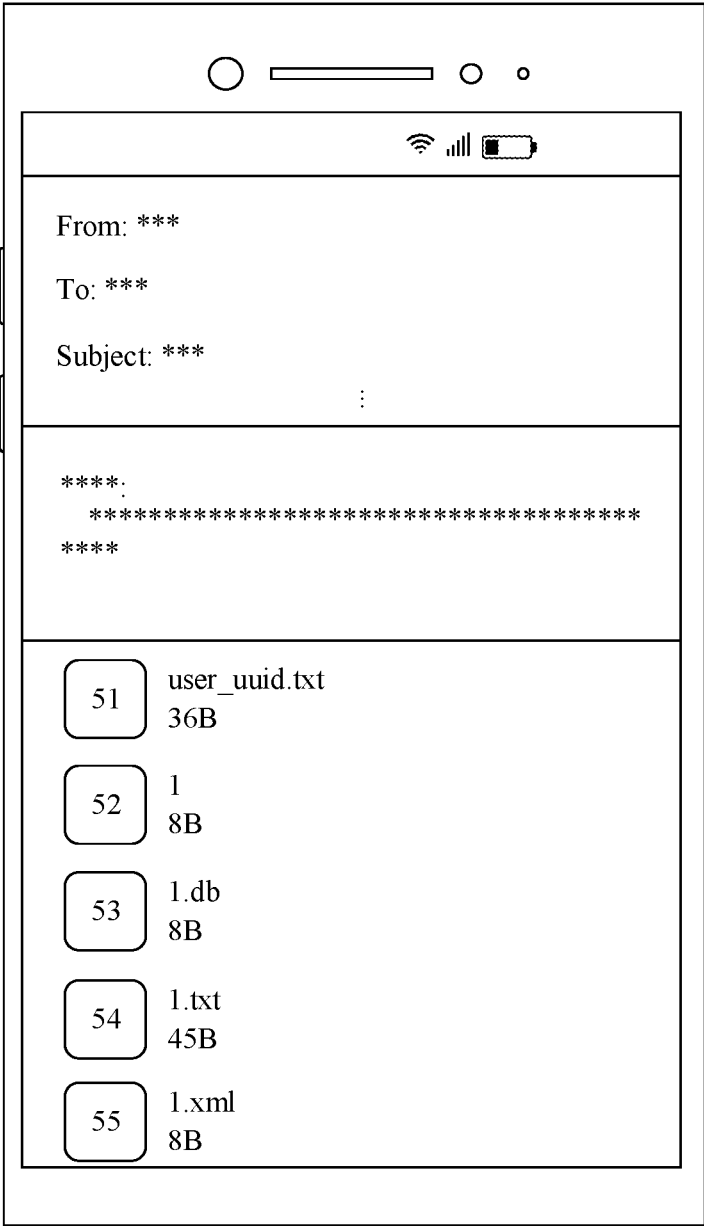 From: ***
To: ***
Subject: ***
⋮
****:
*************************************
****
51
user_uuid.txt
36B
52
1
8B
53
1.db
8B
54
1.txt
45B
55
1.xml
8B